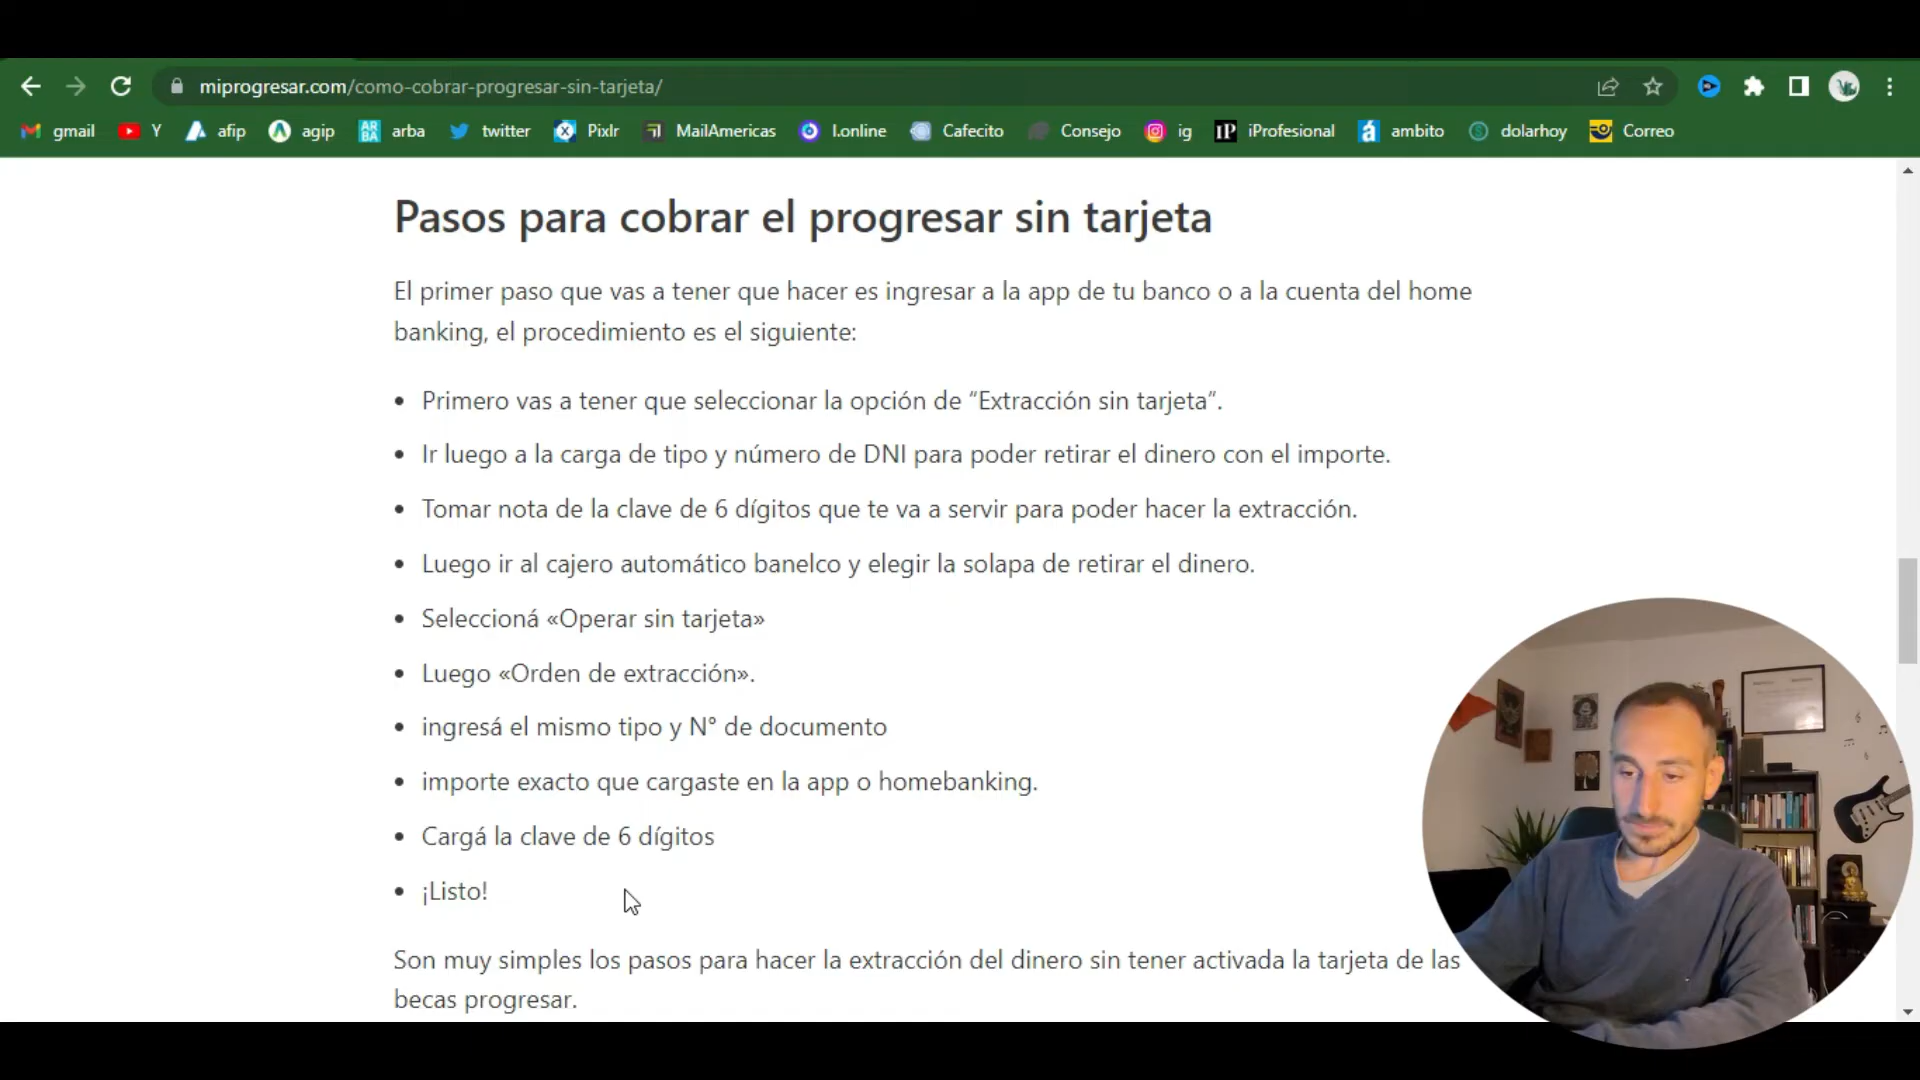 miprogresar.com/como-cobrar-progresar-sin-tarjeta/
gmail Y afip agip ARBA arba twitter Pixlr MailAmericas I.online Cafecito Consejo ig IP iProfesional á ambito S dolarhoy Correo
Pasos para cobrar el progresar sin tarjeta
El primer paso que vas a tener que hacer es ingresar a la app de tu banco o a la cuenta del home
banking, el procedimiento es el siguiente:
• Primero vas a tener que seleccionar la opción de “Extracción sin tarjeta”.
• Ir luego a la carga de tipo y número de DNI para poder retirar el dinero con el importe.
• Tomar nota de la clave de 6 dígitos que te va a servir para poder hacer la extracción.
• Luego ir al cajero automático banelco y elegir la solapa de retirar el dinero.
• Seleccioná «Operar sin tarjeta»
• Luego «Orden de extracción».
• ingresá el mismo tipo y N° de documento
• importe exacto que cargaste en la app o homebanking.
• Cargá la clave de 6 dígitos
• ¡Listo!
Son muy simples los pasos para hacer la extracción del dinero sin tener activada la tarjeta de las
becas progresar.